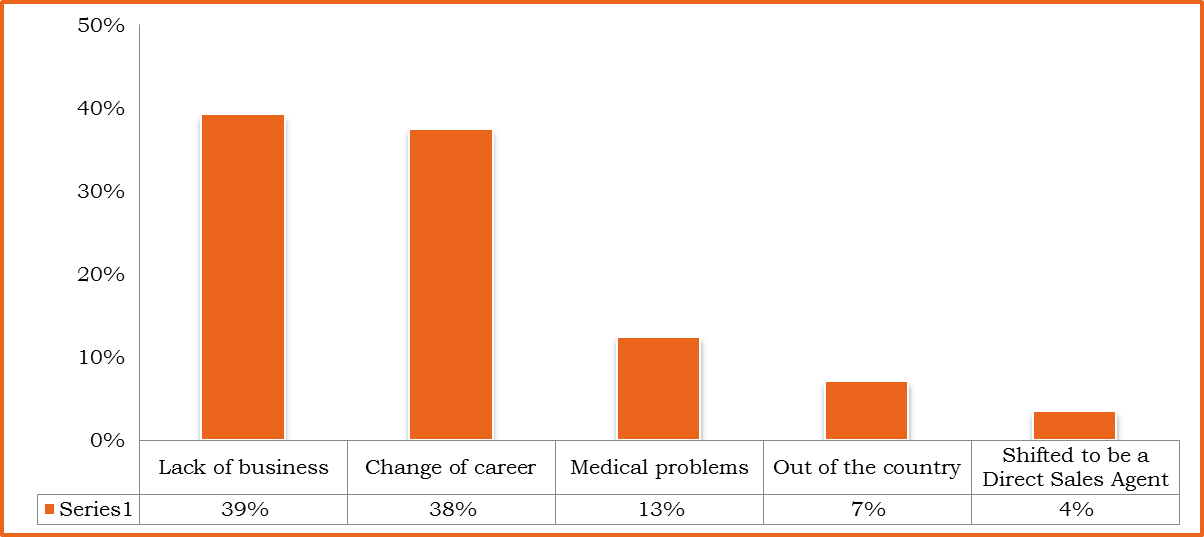 50%
40%
30%
20%
10%
0%
Lack of business
Change of career
Medical problems
Out of the country
Shifted to be a
Direct Sales Agent
Series1
39%
38%
13%
7%
4%